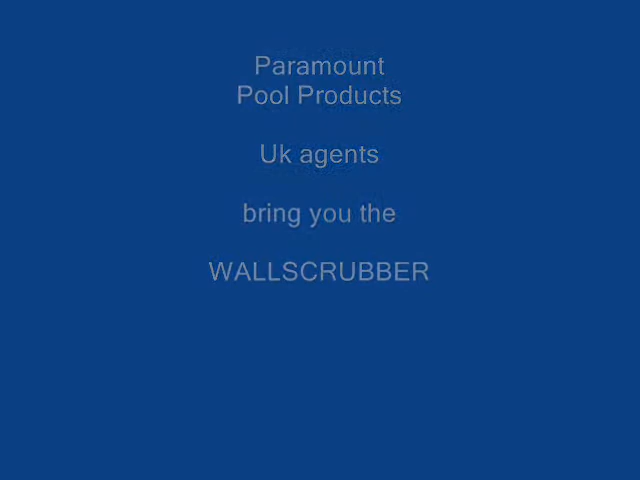 Paramount
Pool Products
Uk agents
bring you the
WALLSCRUBBER